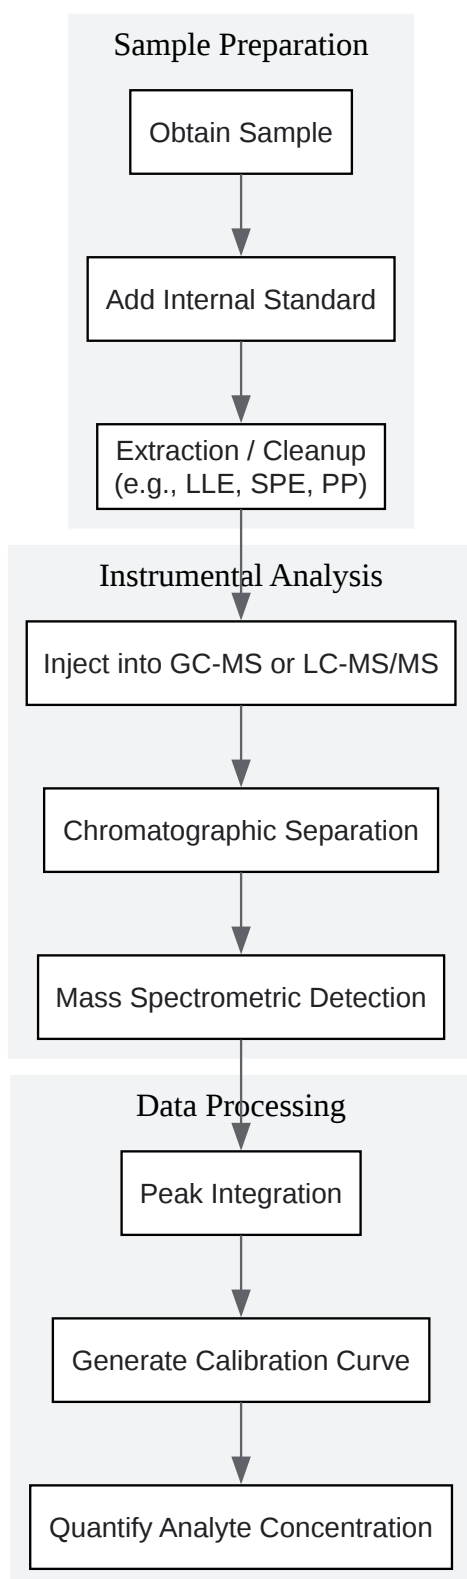 Sample Preparation
Obtain Sample
Add Internal Standard
Extraction / Cleanup
(e.g., LLE, SPE, PP)
Instrumental Analysis
Inject into GC-MS or LC-MS/MS
Chromatographic Separation
Mass Spectrometric Detection
Data Processing
Peak Integration
Generate Calibration Curve
Quantify Analyte Concentration